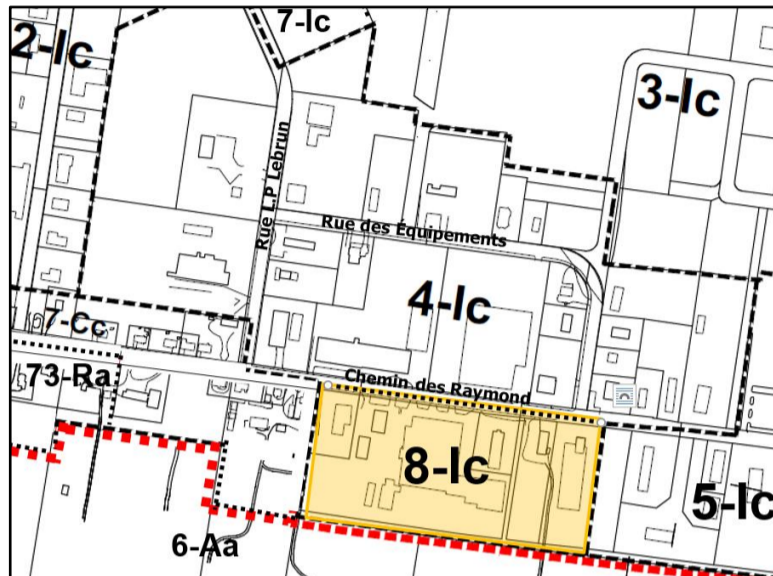 7-Ic
2-Ic
3-Ic
Rue L.P Lebrun
Rue des Équipements
4-Ic
7-Cc
73-Ra
Chemin des Raymond
8-Ic
5-Ic
6-Aa